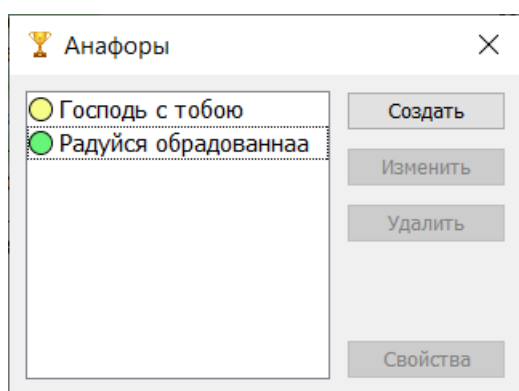 Анафоры
Господь с тобою
Радуйся обрадованнаа
Создать
Изменить
Удалить
Свойства